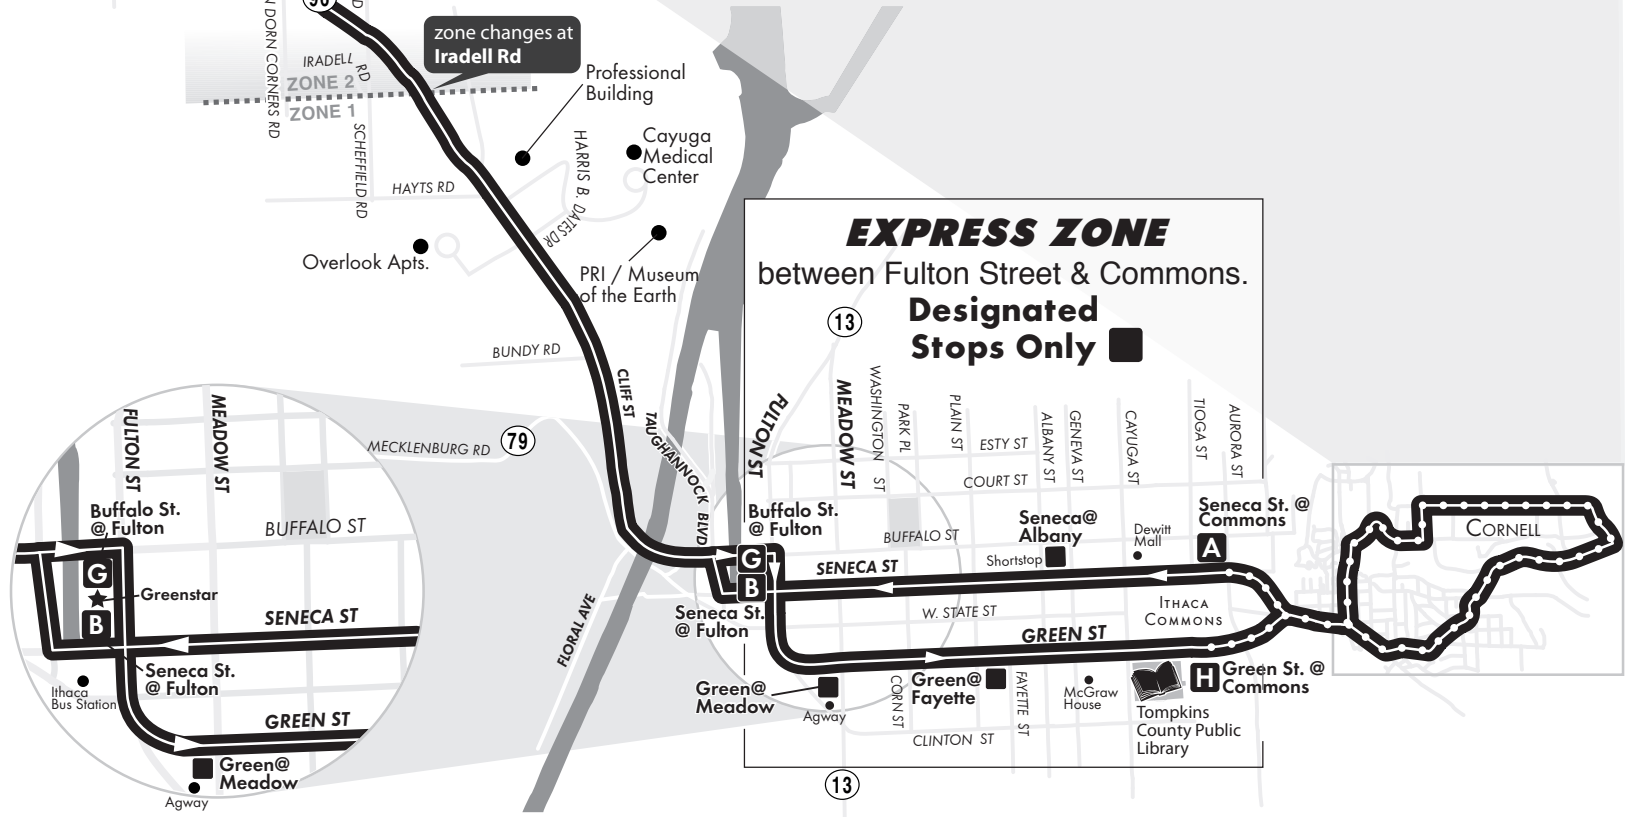 96
N DORN CORNERS RD
RD
zone changes at
Iradell Rd
IRADELL
RD
ZONE 2
ZONE 1
SCHEFFIELD RD
Professional
Building
Cayuga
Medical
Center
HARRIS B. DATES DR
HAYTS RD
Overlook Apts.
PRI / Museum
of the Earth
BUNDY RD
CLIFF ST
TAUGHANNOCK BLVD
MECKLENBURG RD
79
FLORAL AVE
EXPRESS ZONE
between Fulton Street & Commons.
Designated
Stops Only
13
FULTON ST
MEADOW ST
WASHINGTON ST
PARK PL
PLAIN ST
ESTY ST
ALBANY ST
GENEVA ST
CAYUGA ST
TIOGA ST
AURORA ST
COURT ST
Buffalo St.
@ Fulton
BUFFALO ST
Seneca@
Albany
Shortstop
Dewitt
Mall
Seneca St. @
Commons
A
CORNELL
G
B
SENECA ST
Seneca St.
@ Fulton
W. STATE ST
ITHACA
COMMONS
GREEN ST
Green@
Meadow
Agway
CORN ST
Green@
Fayette
FAYETTE ST
McGraw
House
H
Green St. @
Commons
Tompkins
County Public
Library
CLINTON ST
13
FULTON ST
MEADOW ST
Buffalo St.
@ Fulton
BUFFALO ST
G
Greenstar
B
SENECA ST
Seneca St.
@ Fulton
Ithaca
Bus Station
GREEN ST
Green@
Meadow
Agway